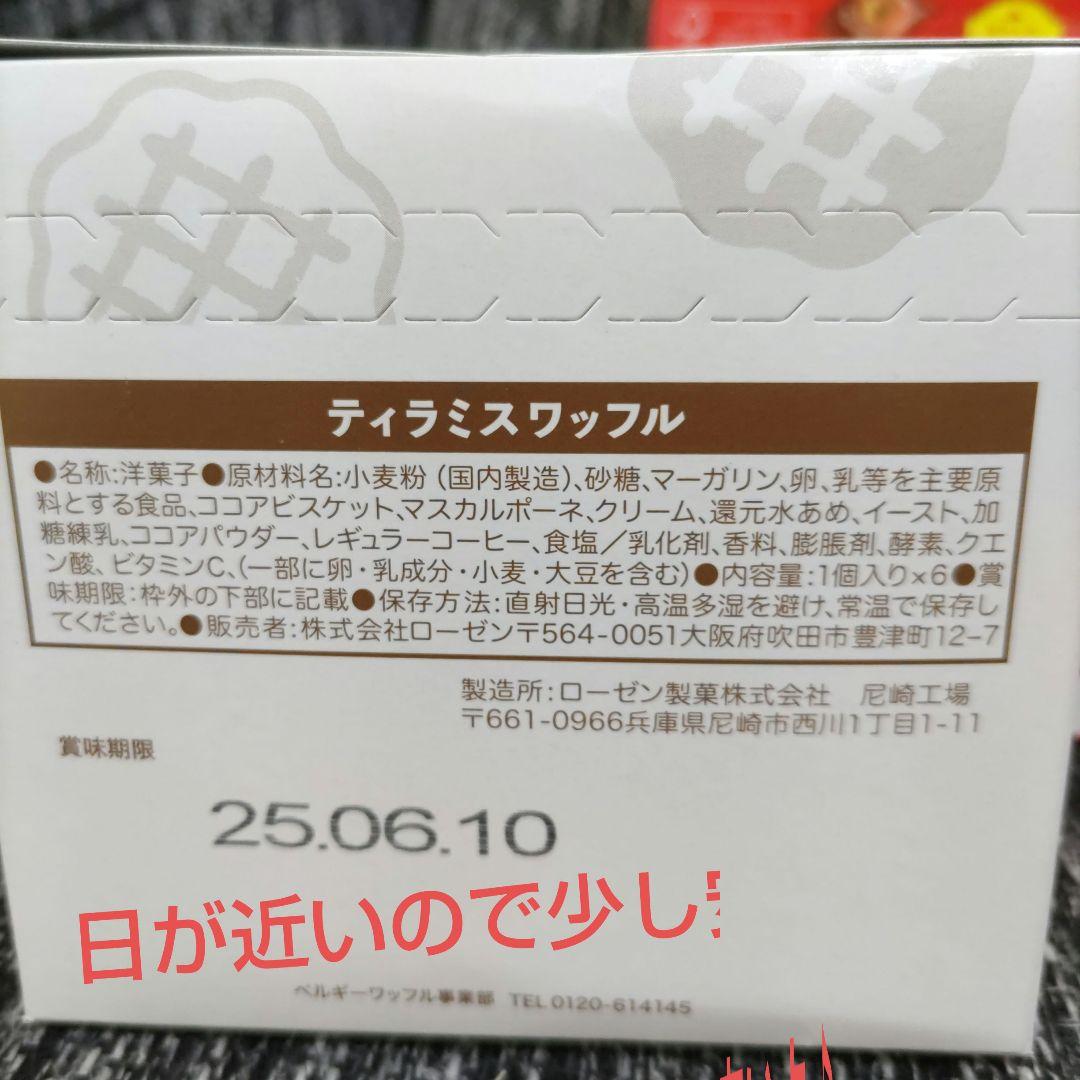 ティラミスワッフル
●名称:洋菓子●原材料名:小麦粉(国内製造)、砂糖、マーガリン、卵、乳等を主要原
料とする食品、ココアビスケット、マスカルポーネ、クリーム、還元水あめ、イースト、加
糖練乳、ココアパウダー、レギュラーコーヒー、食塩／乳化剤、香料、膨脹剤、酵素、クエ
ン酸、ビタミンC、(一部に卵・乳成分・小麦・大豆を含む)●内容量:1個入り×6●賞
味期限:枠外の下部に記載●保存方法:直射日光・高温多湿を避け、常温で保存し
てください。●販売者:株式会社ローゼン〒564-0051大阪府吹田市豊津町12-7
製造所:ローゼン製菓株式会社 尼崎工場
〒661-0966兵庫県尼崎市西川1丁目1-11
賞味期限
25.06.10
日が近いので少し
ベルギーワッフル事業部 TEL 0120-614145